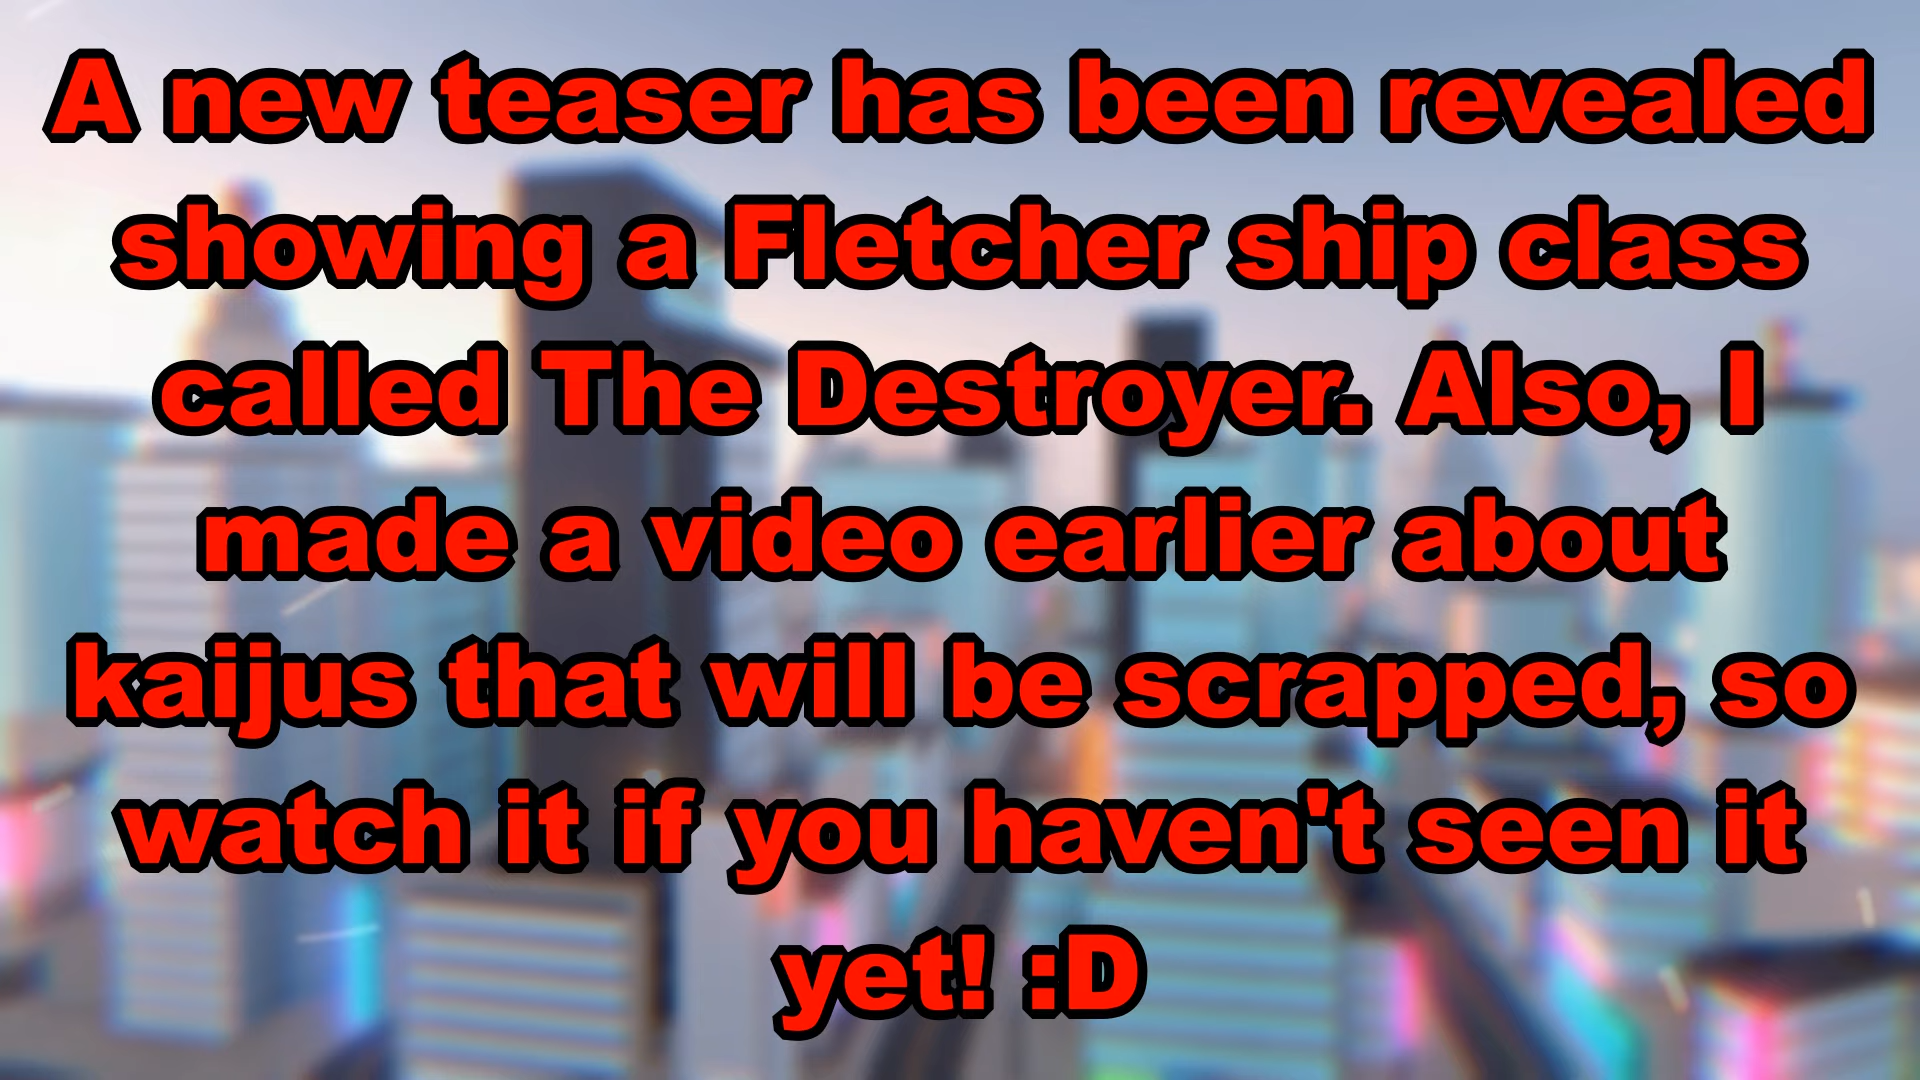 A new teaser has been revealed
showing a Fletcher ship class
called The Destroyer. Also, I
made a video earlier about
kaijus that will be scrapped, so
watch it if you haven't seen it
yet! :D